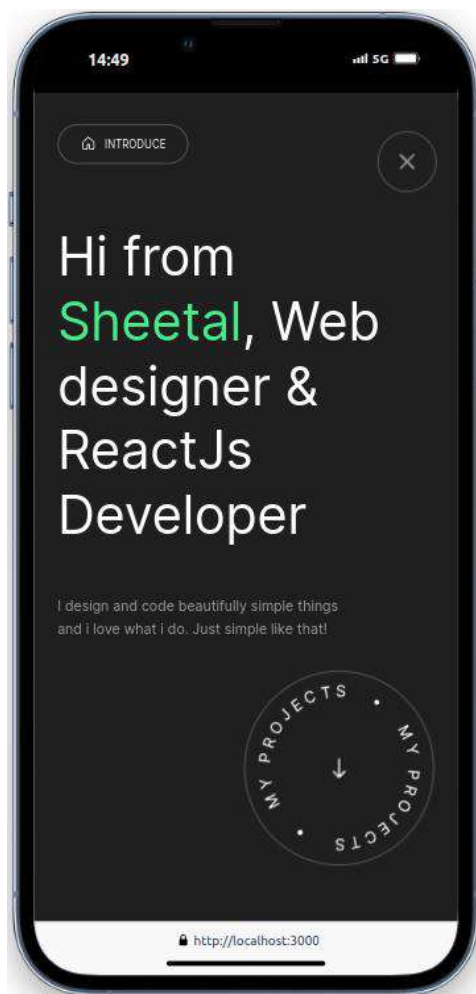 14:49
5G
INTRODUCE
Hi from
Sheetal, Web
designer &
ReactJs
Developer
I design and code beautifully simple things
and i love what i do. Just simple like that!
MY PROJECTS • MY PROJECTS •
http://localhost:3000